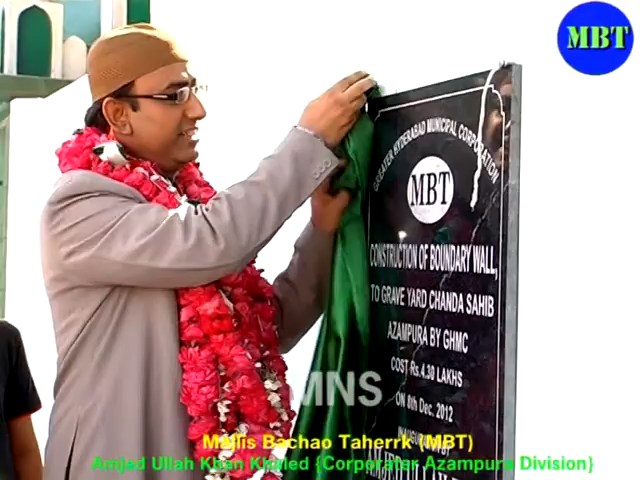 MBT
GREATER HYDERABAD MUNICIPAL CORPORATION
MBT
CONSTRUCTION OF BOUNDARY WALL,
TO GRAVE YARD CHANDA SAHIB
AZAMPURA BY GHMC
COST Rs.4.30 LAKHS
ON 8th Dec. 2012
MNS
Majlis Bachao Taherrk {MBT)
Amjad Ullah Khan Khaled {Corporater Azampura Division}